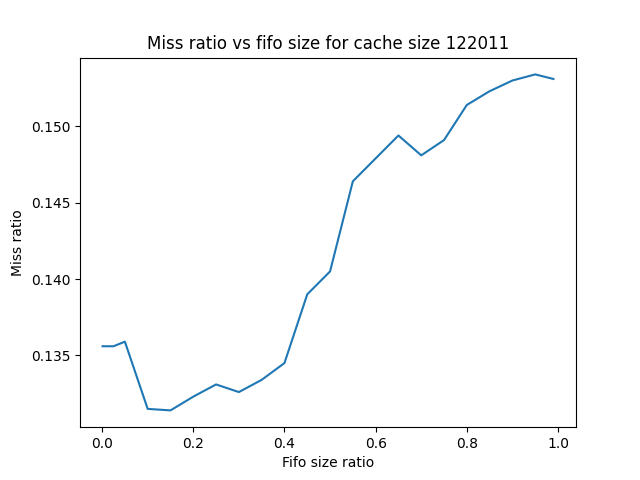 Miss ratio vs fifo size for cache size 122011
0.150
0.145
0.140
0.135
Miss ratio
0.0 0.2 0.4 0.6 0.8 1.0
Fifo size ratio